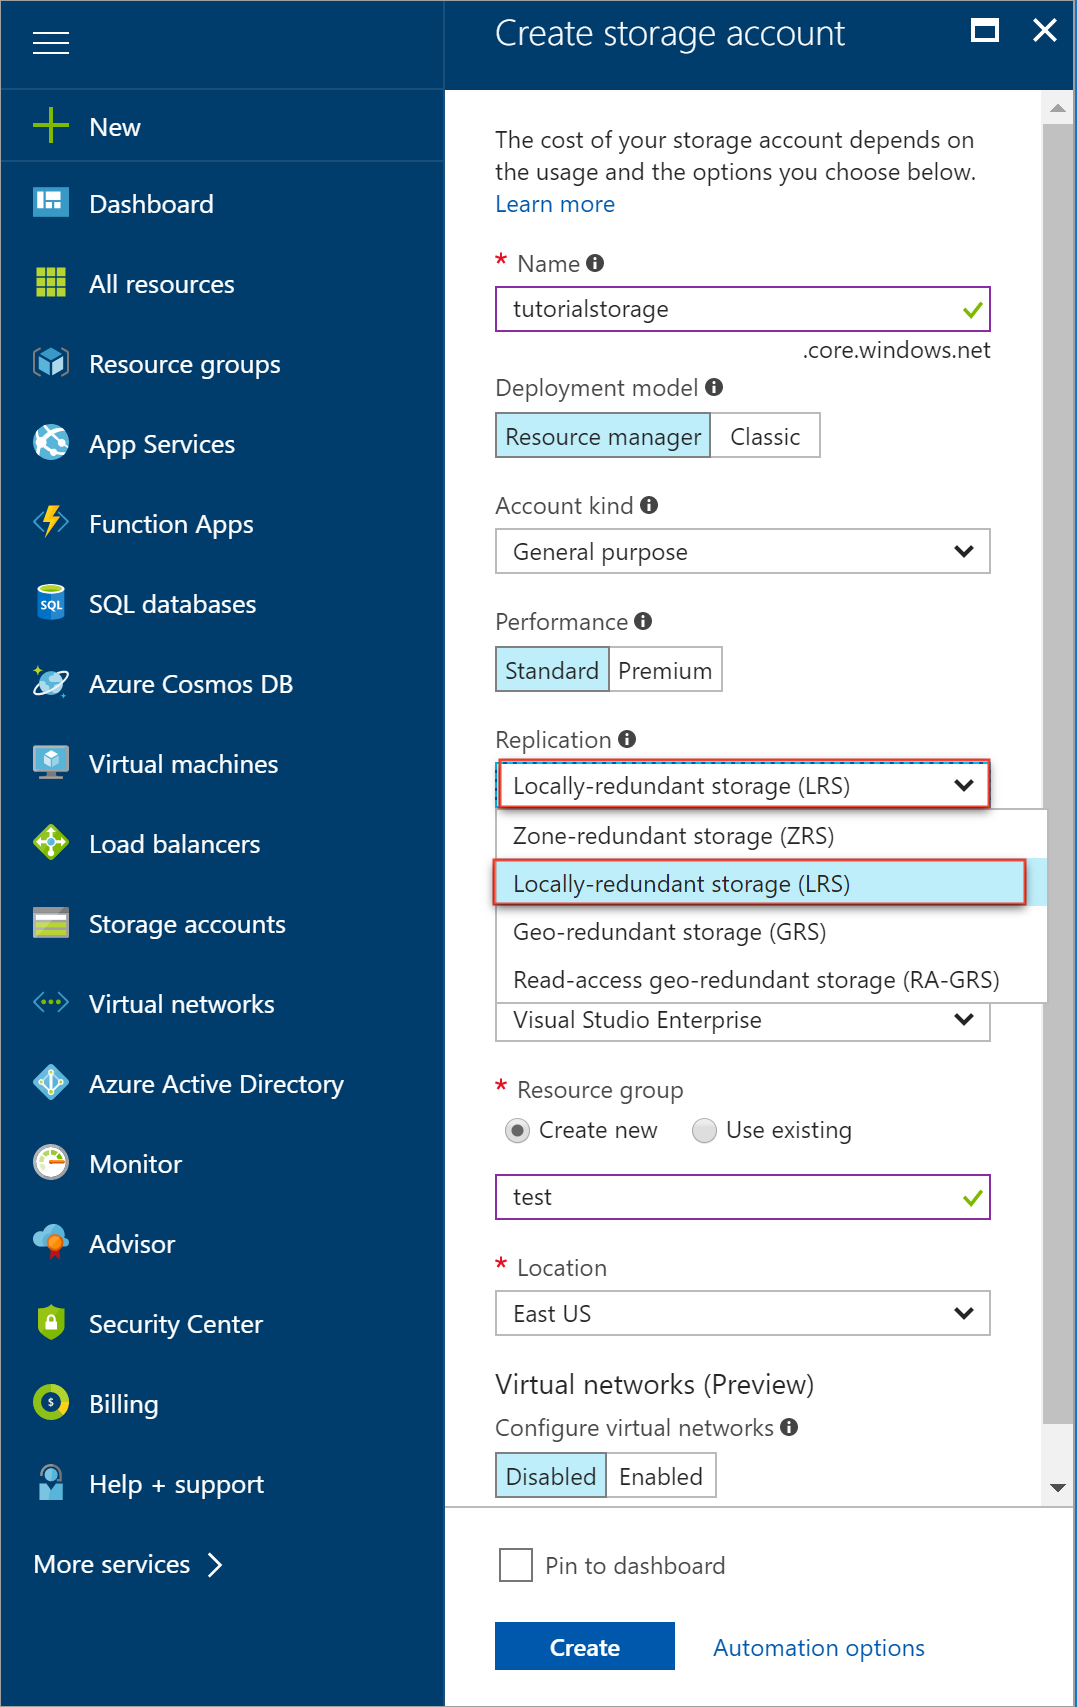 Create storage account
New
Dashboard
All resources
Resource groups
App Services
Function Apps
SQL
SQL databases
Azure Cosmos DB
Virtual machines
Load balancers
Storage accounts
Virtual networks
Azure Active Directory
Monitor
Advisor
Security Center
$
Billing
Help + support
More services
The cost of your storage account depends on
the usage and the options you choose below.
Learn more
* Name
tutorialstorage
.core.windows.net
Deployment model
Resource manager Classic
Account kind
General purpose
Performance
Standard Premium
Replication
Locally-redundant storage (LRS)
Zone-redundant storage (ZRS)
Locally-redundant storage (LRS)
Geo-redundant storage (GRS)
Read-access geo-redundant storage (RA-GRS)
Visual Studio Enterprise
* Resource group
Create new Use existing
test
* Location
East US
Virtual networks (Preview)
Configure virtual networks
Disabled Enabled
Pin to dashboard
Create Automation options